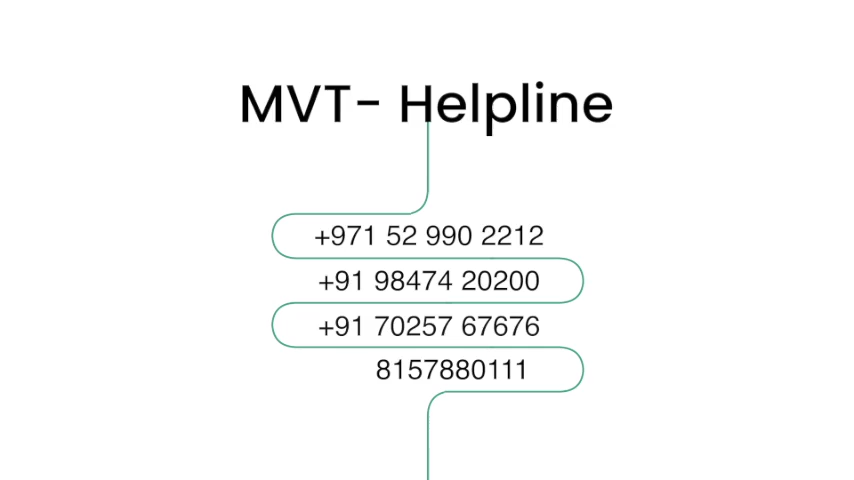 MVT- Helpline
+971 52 990 2212
+91 98474 20200
+91 70257 67676
8157880111